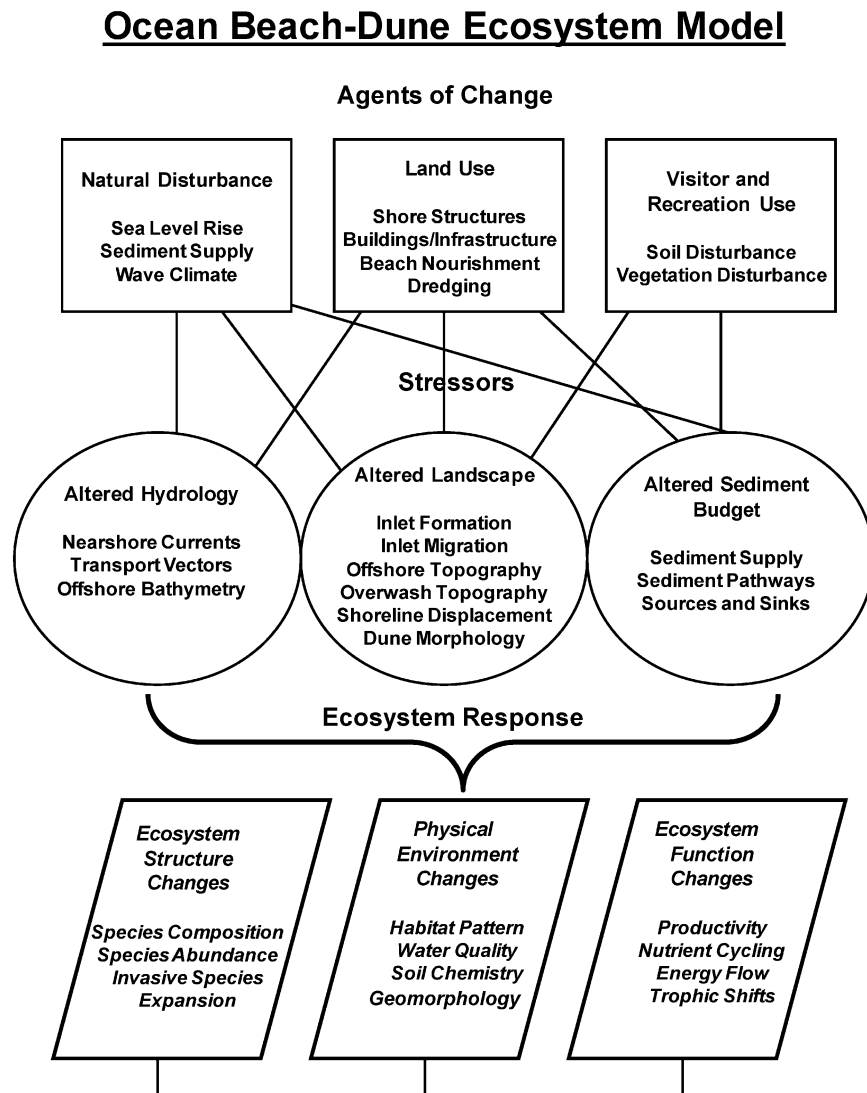 Ocean Beach-Dune Ecosystem Model
Agents of Change
Natural Disturbance
Sea Level Rise
Sediment Supply
Wave Climate
Land Use
Shore Structures
Buildings/Infrastructure
Beach Nourishment
Dredging
Visitor and
Recreation Use
Soil Disturbance
Vegetation Disturbance
Stressors
Altered Hydrology
Nearshore Currents
Transport Vectors
Offshore Bathymetry
Altered Landscape
Inlet Formation
Inlet Migration
Offshore Topography
Overwash Topography
Shoreline Displacement
Dune Morphology
Altered Sediment
Budget
Sediment Supply
Sediment Pathways
Sources and Sinks
Ecosystem Response
Ecosystem
Structure
Changes
Species Composition
Species Abundance
Invasive Species
Expansion
Physical
Environment
Changes
Habitat Pattern
Water Quality
Soil Chemistry
Geomorphology
Ecosystem
Function
Changes
Productivity
Nutrient Cycling
Energy Flow
Trophic Shifts